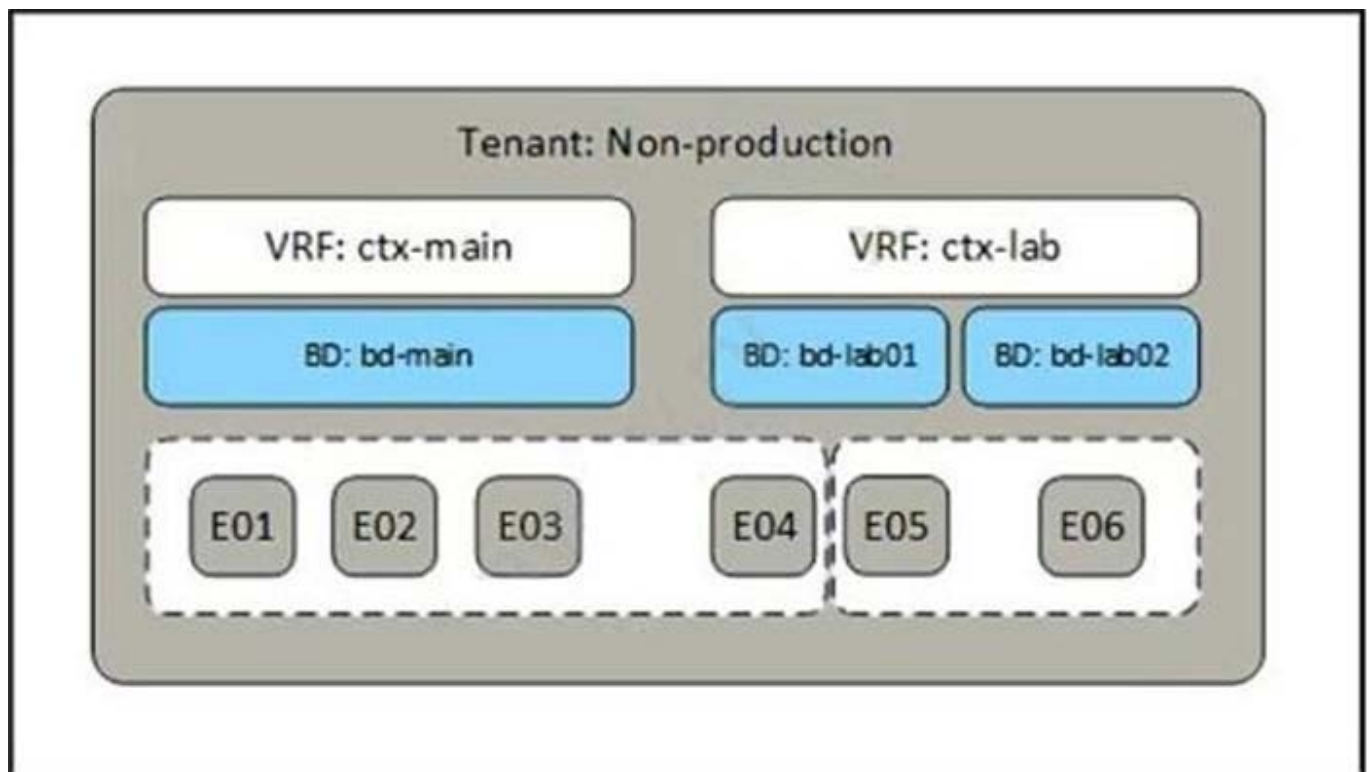 Tenant: Non-production
VRF: ctx-main
VRF: ctx-lab
BD: bd-main
BD: bd-lab01
BD: bd-lab02
E01
E02
E03
E04
E05
E06